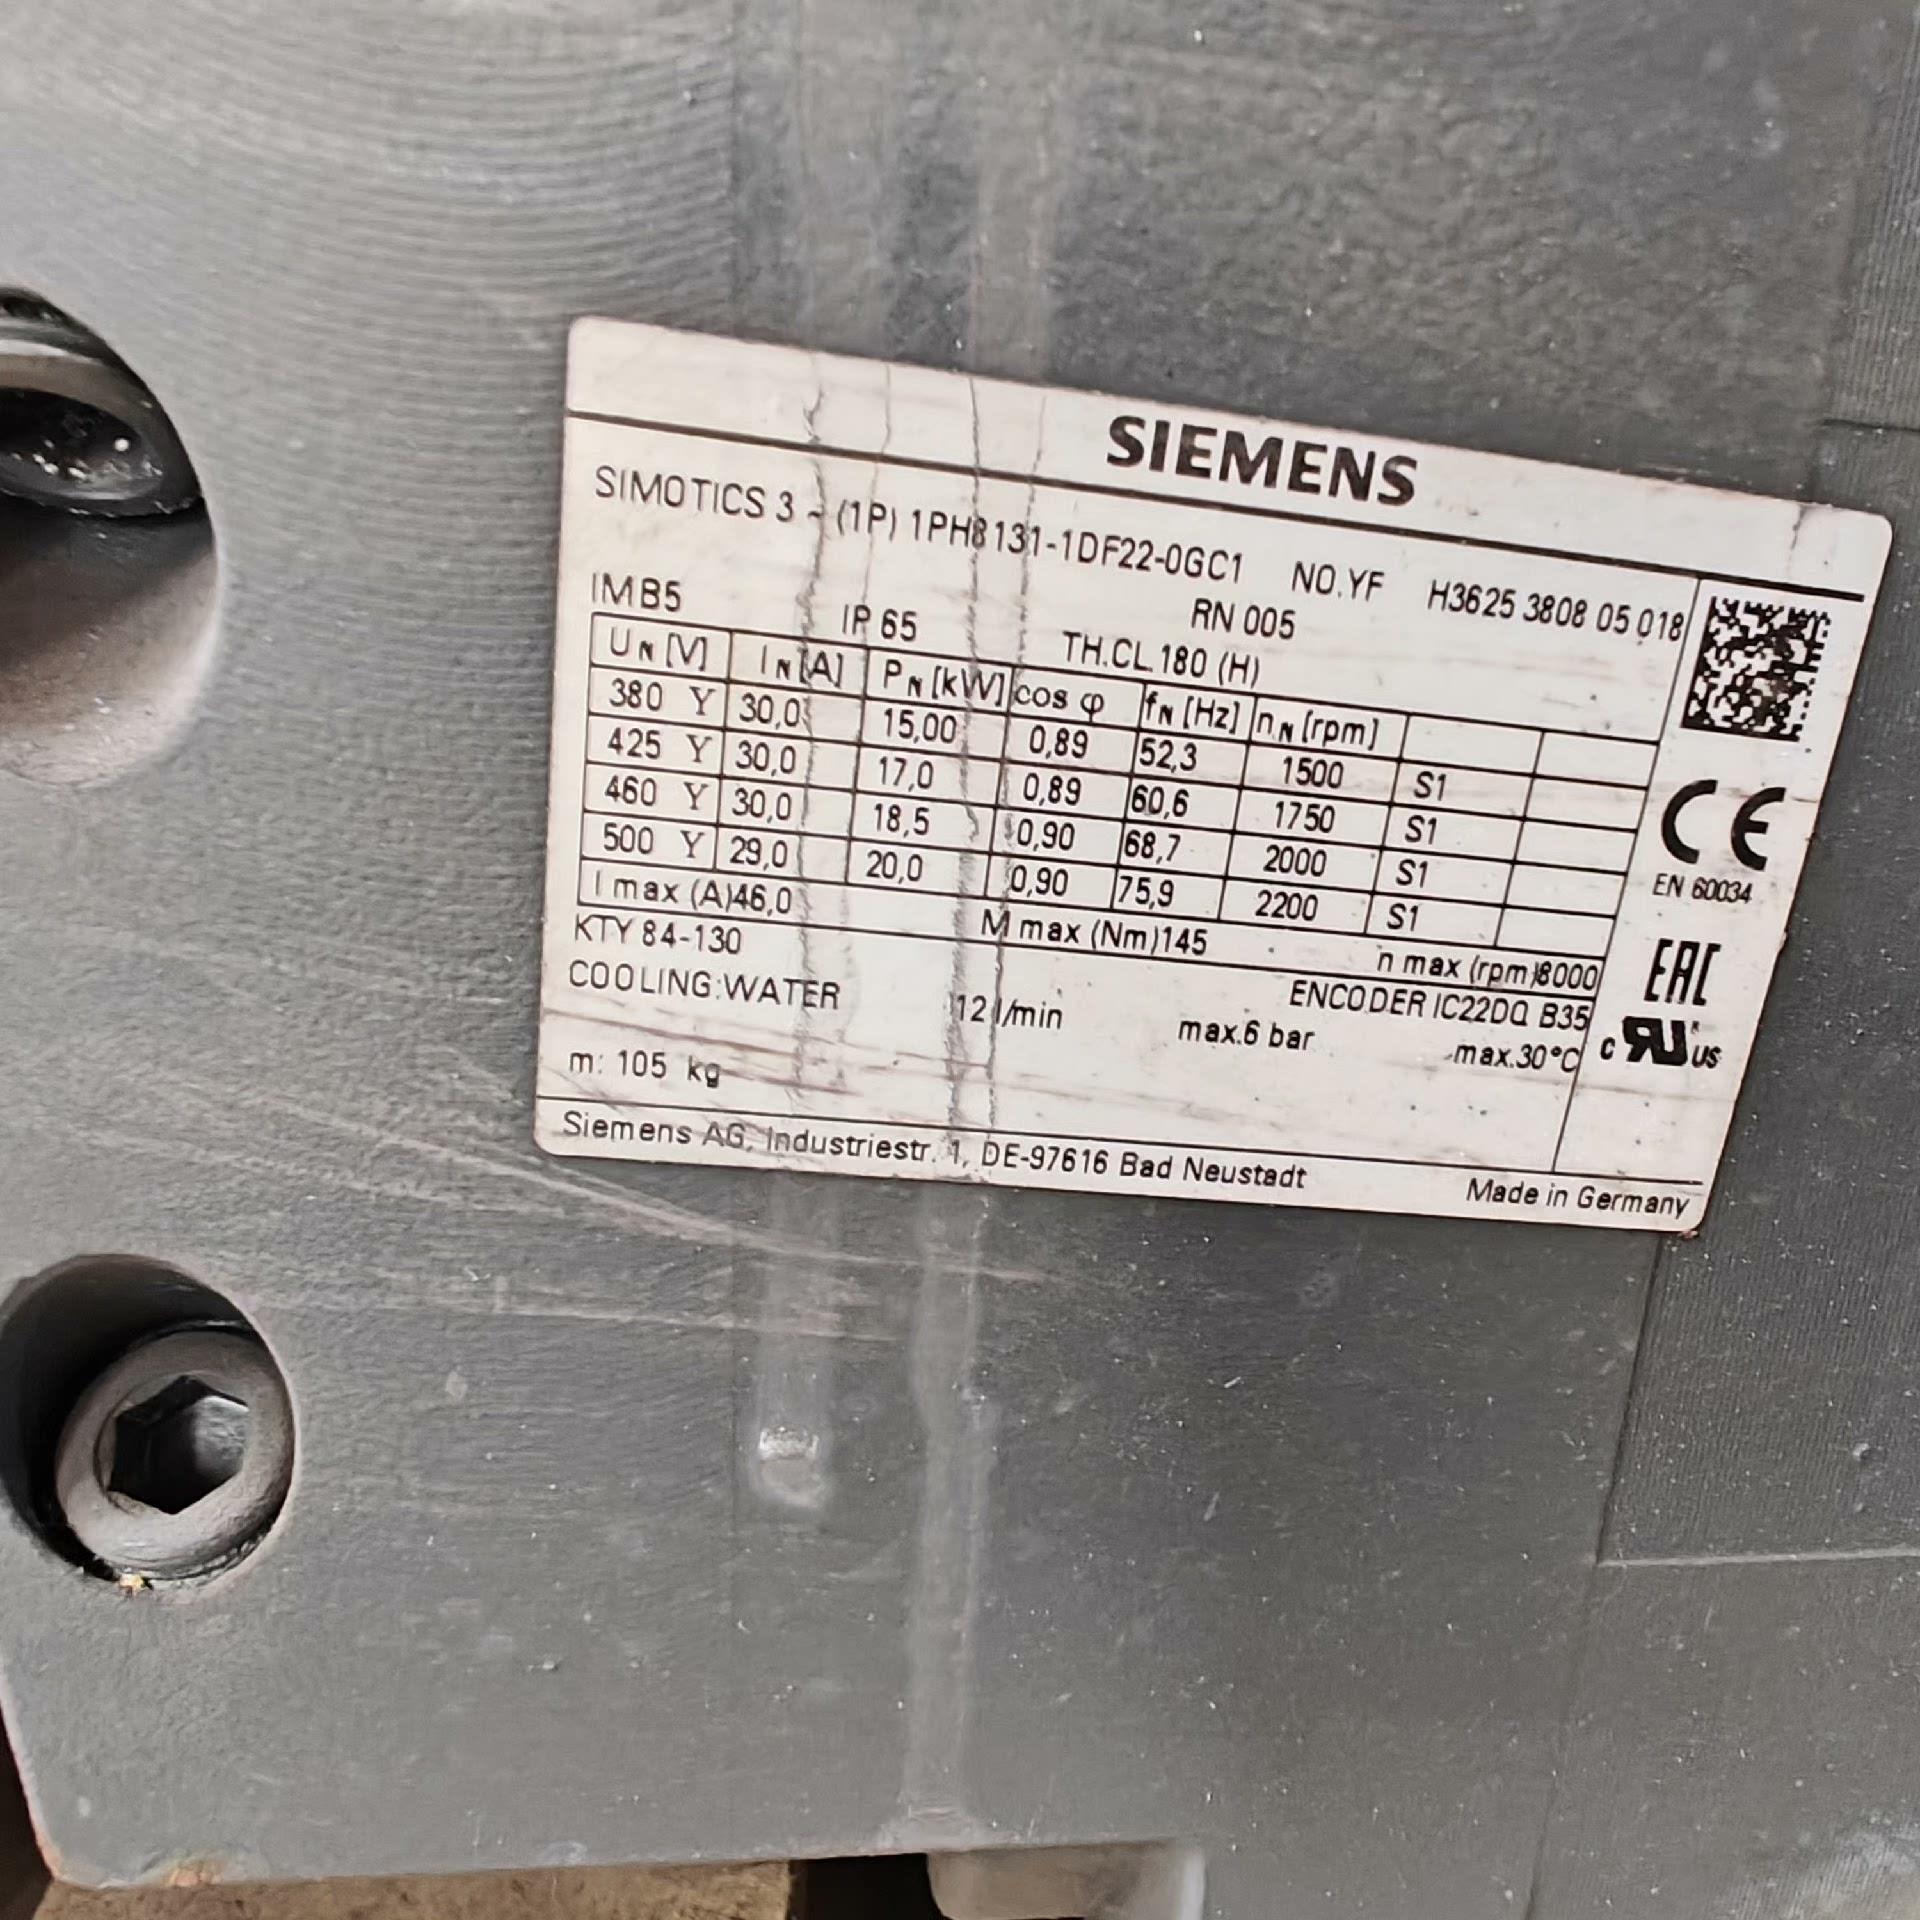 SIEMENS
SIMOTICS 3 ~ (1P) 1PH8131-1DF22-0GC1 NO.YF H3625 3808 05 018
RN 005
IMB5 IP 65 TH.CL.180 (H)
UN [V] IN [A] PN [kW] cos φ fN [Hz] nN [rpm]
380 Y 30,0 15,00 0,89 52,3 1500 S1
425 Y 30,0 17,0 0,89 60,6 1750 S1
460 Y 30,0 18,5 0,90 68,7 2000 S1
500 Y 29,0 20,0 0,90 75,9 2200 S1
I max (A)46,0 M max (Nm)145 n max (rpm)8000
KTY 84-130 ENCODER IC22DQ B35
COOLING:WATER 12 l/min max.6 bar max.30°C
m: 105 kg
Siemens AG, Industriestr. 1, DE-97616 Bad Neustadt Made in Germany
CE
EN 60034
EAC
c RU US